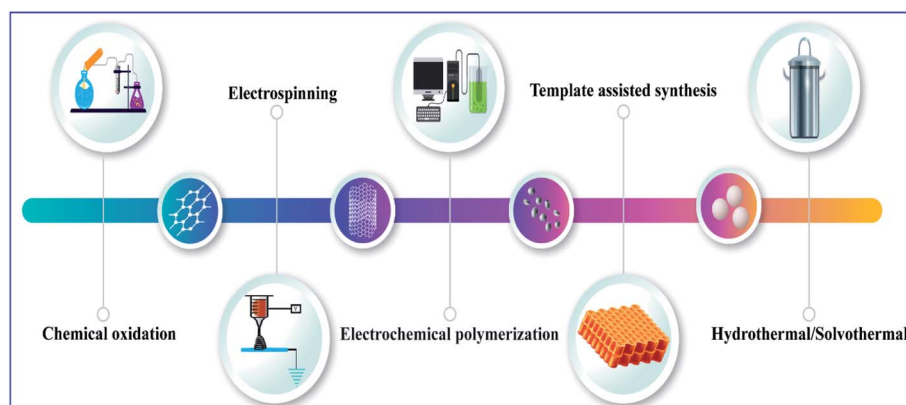 Electrospinning
Template assisted synthesis
Chemical oxidation
Electrochemical polymerization
Hydrothermal/Solvothermal